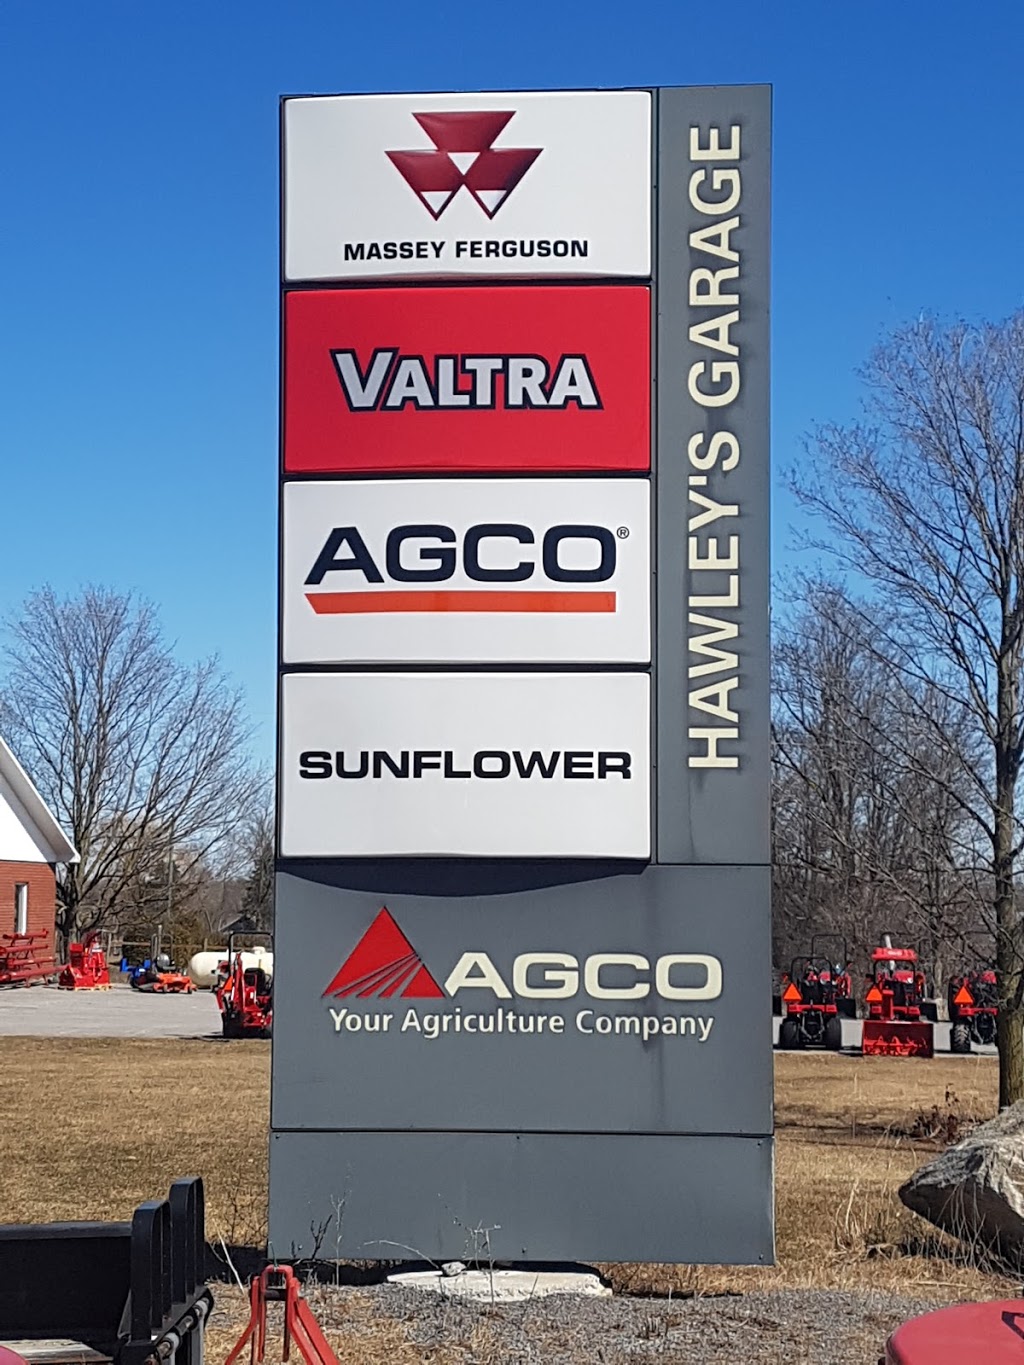 MASSEY FERGUSON
VALTRA
AGCO®
SUNFLOWER
HAWLEY'S GARAGE
AGCO
Your Agriculture Company